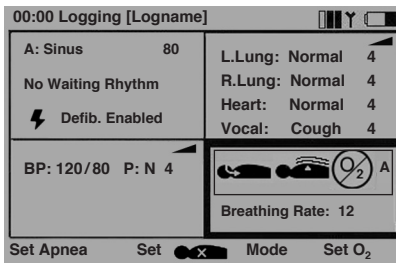 00:00 Logging [Logname]
A: Sinus 80
No Waiting Rhythm
Defib. Enabled
L.Lung: Normal 4
R.Lung: Normal 4
Heart: Normal 4
Vocal: Cough 4
BP: 120/80 P: N 4
O2 A
Breathing Rate: 12
Set Apnea Set X Mode Set O2